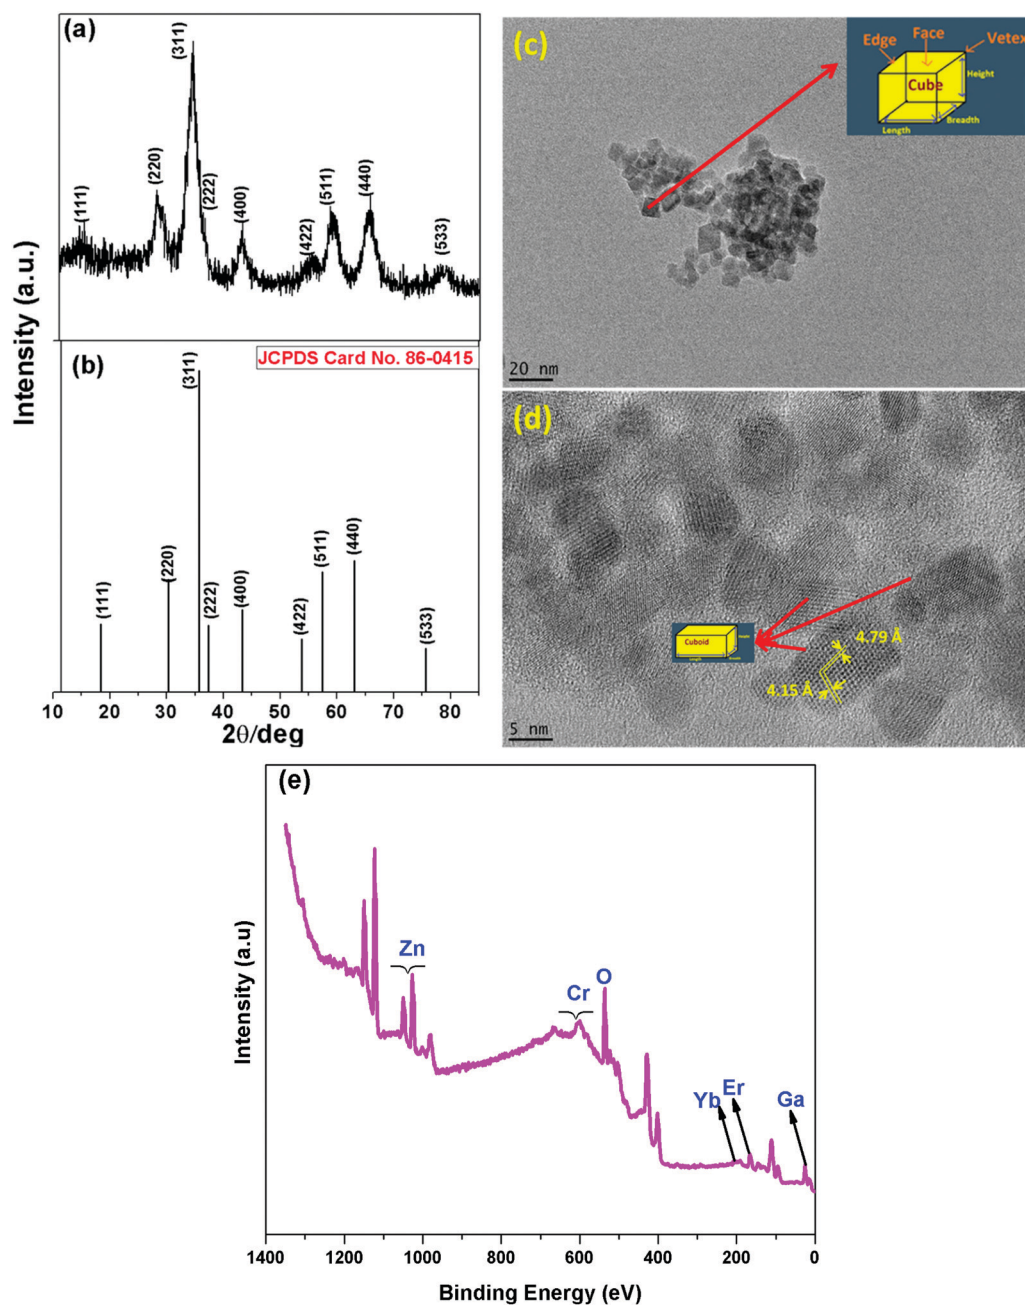 (a)
(111)
(220)
(311)
(222)
(400)
(422)
(511)
(440)
(533)
(b)
JCPDS Card No. 86-0415
(111)
(220)
(311)
(222)
(400)
(422)
(511)
(440)
(533)
10 20 30 40 50 60 70 80
2θ/deg
Intensity (a.u.)
(c)
Edge
Face
Vetex
Cube
Height
Length
Breadth
20 nm
(d)
Cuboid
4.79 Å
4.15 Å
5 nm
(e)
Zn
Cr
O
Yb
Er
Ga
Intensity (a.u)
1400 1200 1000 800 600 400 200 0
Binding Energy (eV)